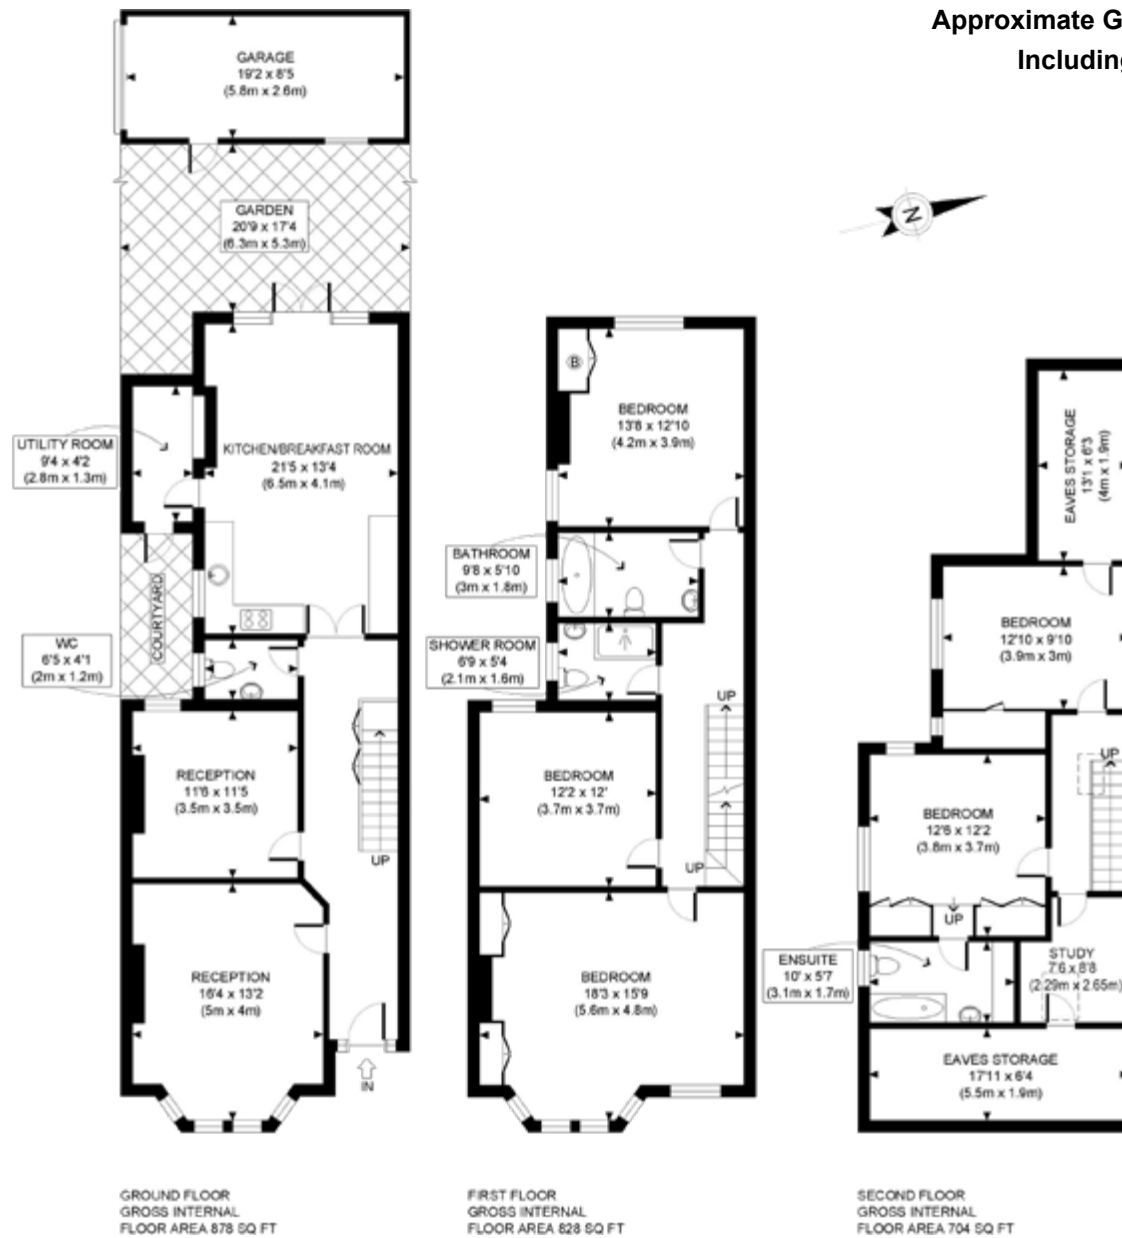 Approximate G
Including
GARAGE
19'2 x 8'5
(5.8m x 2.6m)
GARDEN
20'9 x 17'4
(6.3m x 5.3m)
N
UTILITY ROOM
9'4 x 4'2
(2.8m x 1.3m)
KITCHEN/BREAKFAST ROOM
21'5 x 13'4
(6.5m x 4.1m)
COURTYARD
WC
6'5 x 4'1
(2m x 1.2m)
RECEPTION
11'6 x 11'5
(3.5m x 3.5m)
UP
RECEPTION
16'4 x 13'2
(5m x 4m)
IN
GROUND FLOOR
GROSS INTERNAL
FLOOR AREA 878 SQ FT
B
BEDROOM
13'8 x 12'10
(4.2m x 3.9m)
BATHROOM
9'8 x 5'10
(3m x 1.8m)
SHOWER ROOM
6'9 x 5'4
(2.1m x 1.6m)
UP
BEDROOM
12'2 x 12'
(3.7m x 3.7m)
UP
BEDROOM
18'3 x 15'9
(5.6m x 4.8m)
FIRST FLOOR
GROSS INTERNAL
FLOOR AREA 828 SQ FT
EAVES STORAGE
13'1 x 6'3
(4m x 1.9m)
BEDROOM
12'10 x 9'10
(3.9m x 3m)
UP
BEDROOM
12'6 x 12'2
(3.8m x 3.7m)
UP
ENSUITE
10' x 5'7
(3.1m x 1.7m)
STUDY
7'6 x 8'8
(2.29m x 2.65m)
EAVES STORAGE
17'11 x 6'4
(5.5m x 1.9m)
SECOND FLOOR
GROSS INTERNAL
FLOOR AREA 704 SQ FT